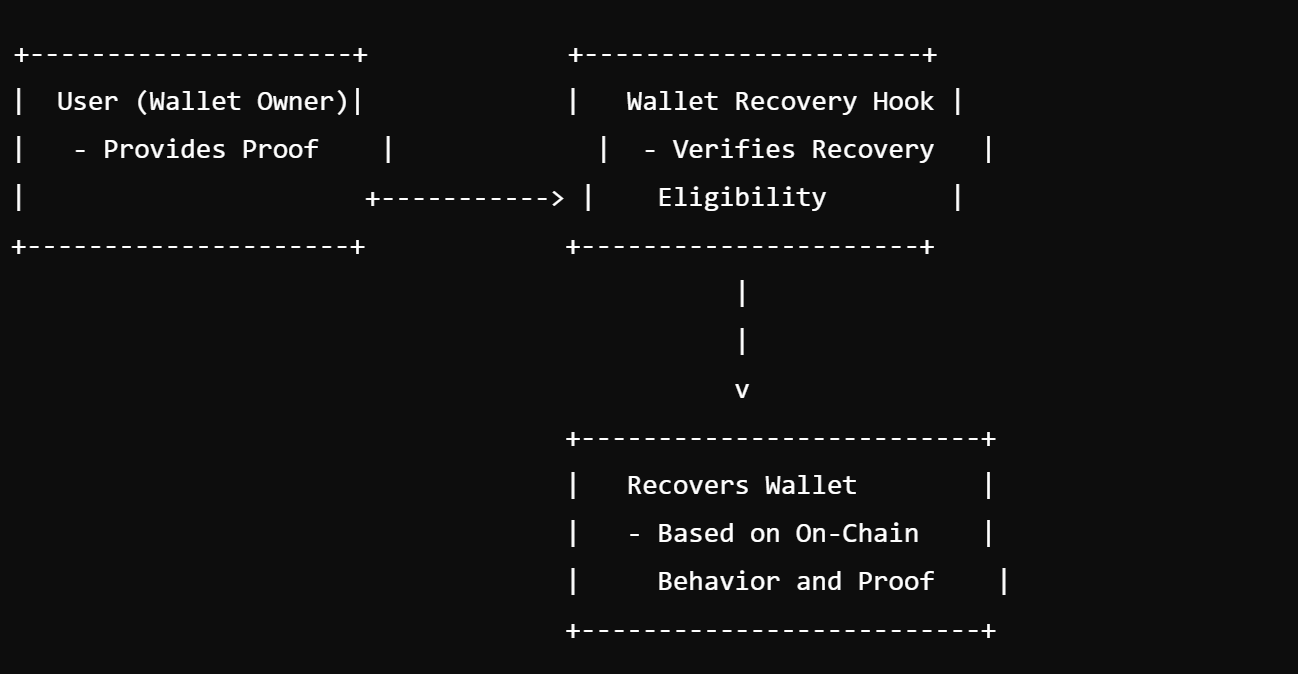 +---------------------+             +----------------------+
|  User (Wallet Owner)|             |   Wallet Recovery Hook |
|   - Provides Proof    |             |  - Verifies Recovery   |
|                      +-----------> |    Eligibility        |
+---------------------+             +----------------------+
                                               |
                                               |
                                               v
                                    +--------------------------+
                                    |   Recovers Wallet        |
                                    |   - Based on On-Chain    |
                                    |     Behavior and Proof    |
                                    +--------------------------+